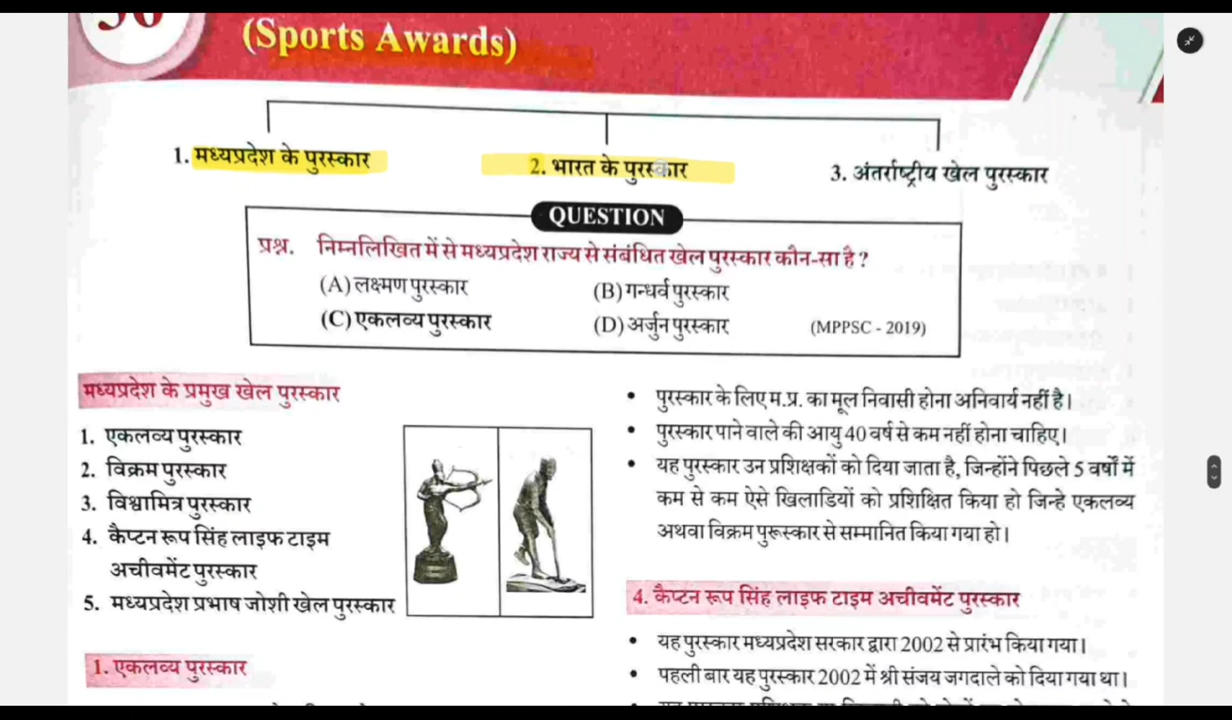 (Sports Awards)
1. मध्यप्रदेश के पुरस्कार
2. भारत के पुरस्कार
3. अंतर्राष्ट्रीय खेल पुरस्कार
QUESTION
प्रश्न. निम्नलिखित में से मध्यप्रदेश राज्य से संबंधित खेल पुरस्कार कौन-सा है ?
(A) लक्ष्मण पुरस्कार (B) गन्धर्व पुरस्कार
(C) एकलव्य पुरस्कार (D) अर्जुन पुरस्कार (MPPSC - 2019)
मध्यप्रदेश के प्रमुख खेल पुरस्कार
1. एकलव्य पुरस्कार
2. विक्रम पुरस्कार
3. विश्वामित्र पुरस्कार
4. कैप्टन रूप सिंह लाइफ टाइम
अचीवमेंट पुरस्कार
5. मध्यप्रदेश प्रभाष जोशी खेल पुरस्कार
1. एकलव्य पुरस्कार
• पुरस्कार के लिए म.प्र. का मूल निवासी होना अनिवार्य नहीं है।
• पुरस्कार पाने वाले की आयु 40 वर्ष से कम नहीं होना चाहिए।
• यह पुरस्कार उन प्रशिक्षकों को दिया जाता है, जिन्होंने पिछले 5 वर्षों में
कम से कम ऐसे खिलाडियों को प्रशिक्षित किया हो जिन्हे एकलव्य
अथवा विक्रम पुरूस्कार से सम्मानित किया गया हो।
4. कैप्टन रूप सिंह लाइफ टाइम अचीवमेंट पुरस्कार
• यह पुरस्कार मध्यप्रदेश सरकार द्वारा 2002 से प्रारंभ किया गया।
• पहली बार यह पुरस्कार 2002 में श्री संजय जगदाले को दिया गया था।